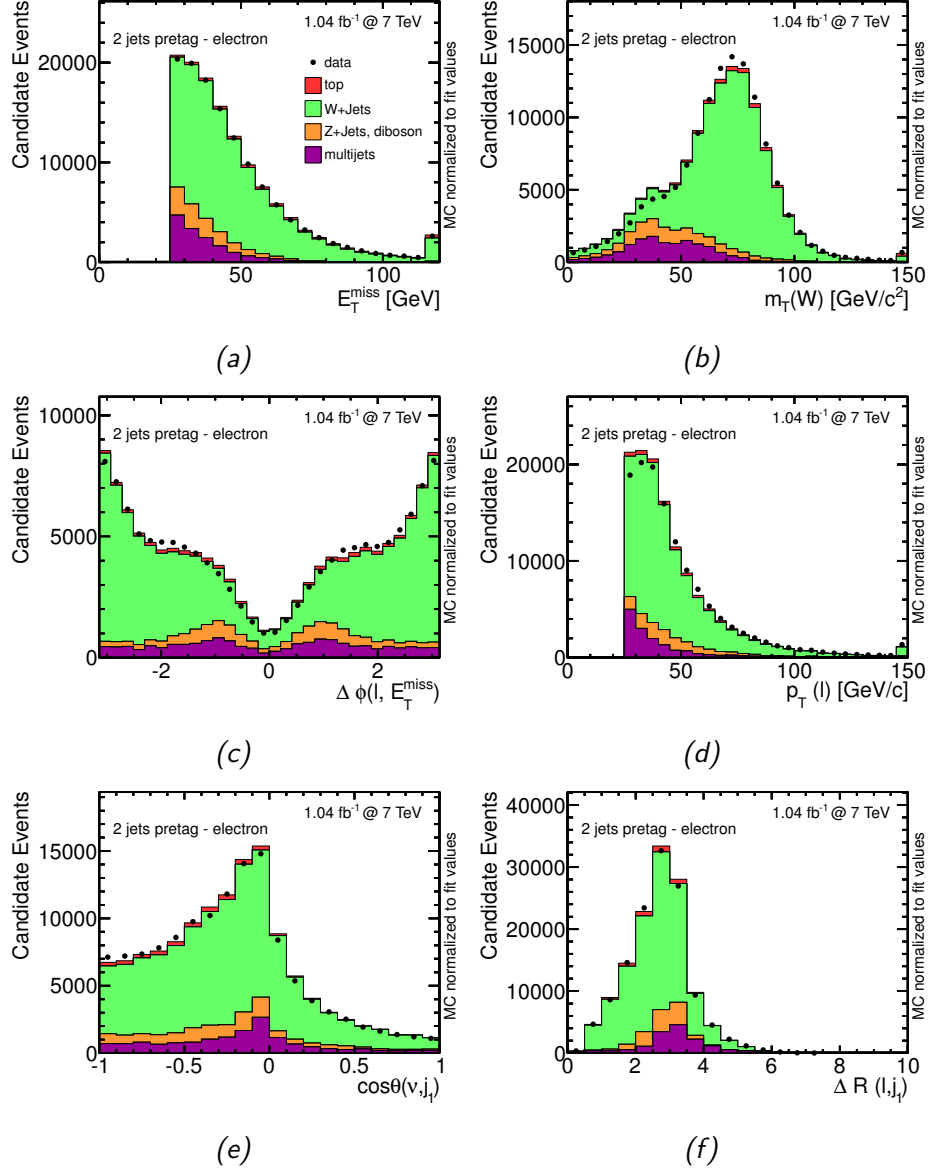 Candidate Events
20000
10000
0
0 50 100
E_T^miss [GeV]
2 jets pretag - electron
1.04 fb⁻¹ @ 7 TeV
data
top
W+Jets
Z+Jets, diboson
multijets
MC normalized to fit values
(a)
Candidate Events
15000
10000
5000
0
0 50 100 150
m_T(W) [GeV/c²]
2 jets pretag - electron
1.04 fb⁻¹ @ 7 TeV
MC normalized to fit values
(b)
Candidate Events
10000
5000
0
-2 0 2
Δ ϕ(l, E_T^miss)
2 jets pretag - electron
1.04 fb⁻¹ @ 7 TeV
MC normalized to fit values
(c)
Candidate Events
20000
10000
0
0 50 100 150
p_T (l) [GeV/c]
2 jets pretag - electron
1.04 fb⁻¹ @ 7 TeV
MC normalized to fit values
(d)
Candidate Events
15000
10000
5000
0
-1 -0.5 0 0.5 1
cosθ(ν,j₁)
2 jets pretag - electron
1.04 fb⁻¹ @ 7 TeV
MC normalized to fit values
(e)
Candidate Events
40000
30000
20000
10000
0
0 2 4 6 8 10
Δ R (l,j₁)
2 jets pretag - electron
1.04 fb⁻¹ @ 7 TeV
MC normalized to fit values
(f)